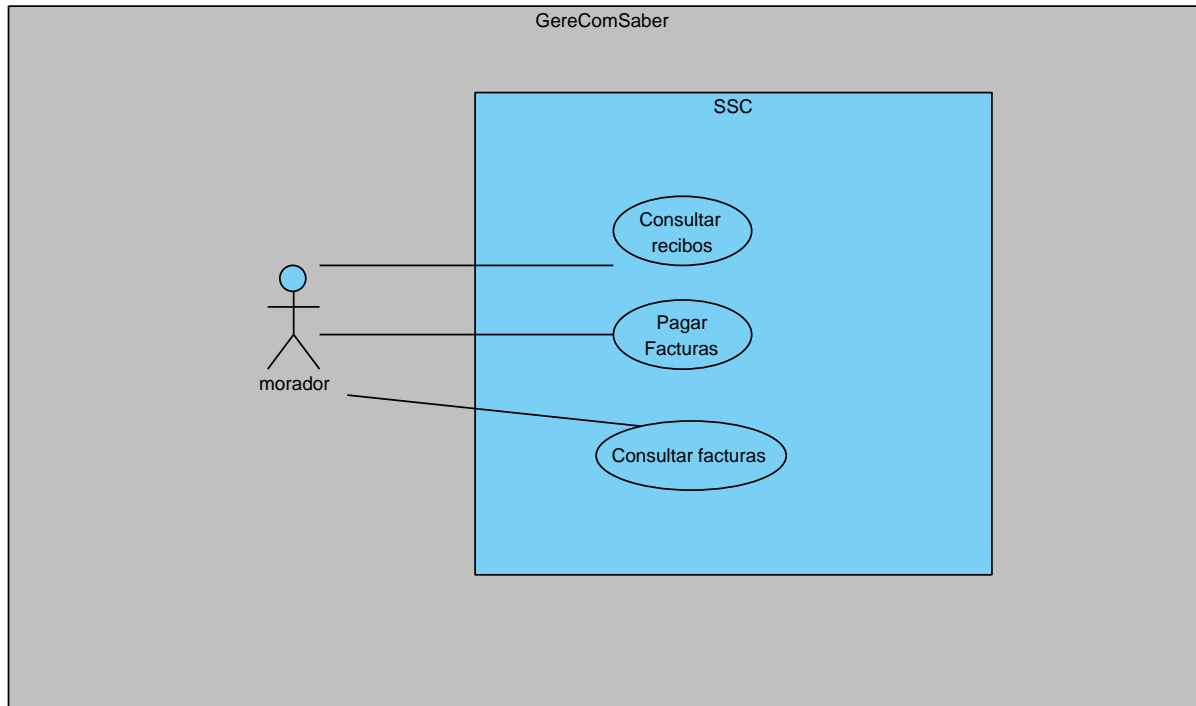 GereComSaber
SSC
Consultar
recibos
Pagar
Facturas
morador
Consultar facturas